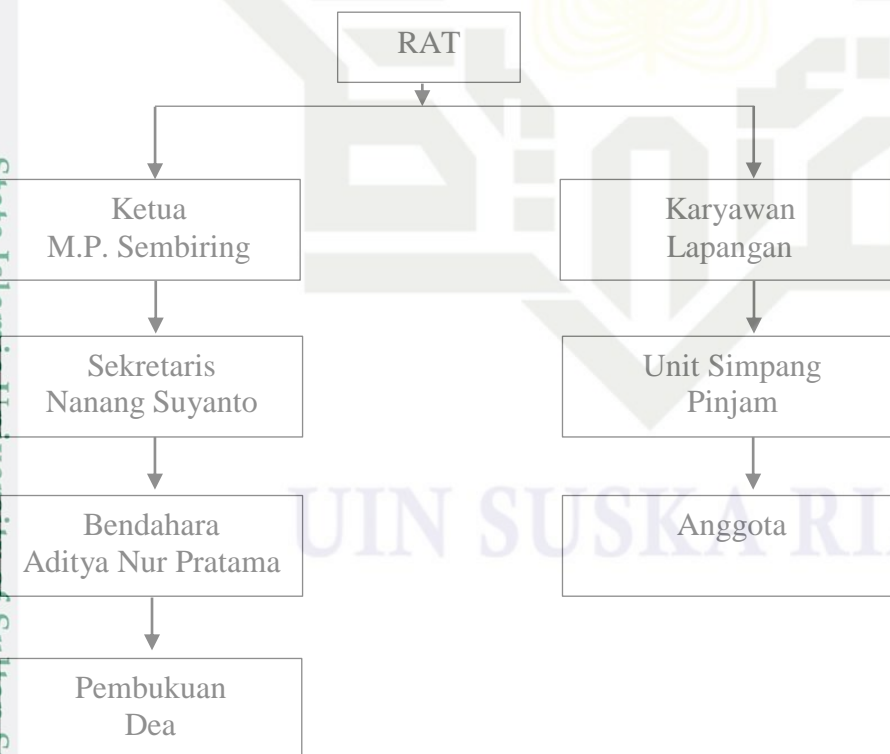 RAT
Ketua
M.P. Sembiring
Karyawan
Lapangan
Sekretaris
Nanang Suyanto
Unit Simpang
Pinjam
Bendahara
Aditya Nur Pratama
Anggota
Pembukuan
Dea
UIN SUSKA